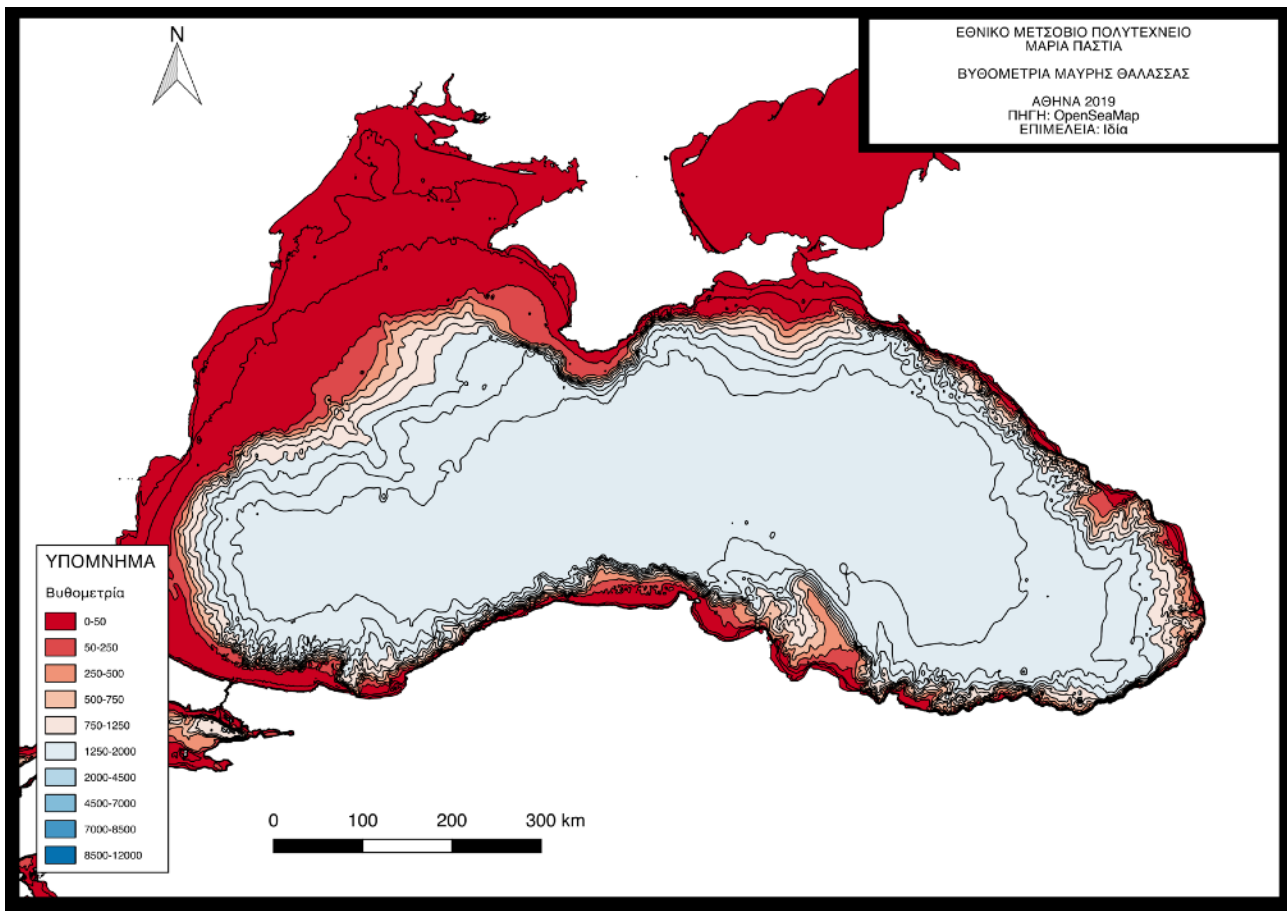 N
ΕΘΝΙΚΟ ΜΕΤΣΟΒΙΟ ΠΟΛΥΤΕΧΝΕΙΟ
ΜΑΡΙΑ ΠΑΣΤΙΑ
ΒΥΘΟΜΕΤΡΙΑ ΜΑΥΡΗΣ ΘΑΛΑΣΣΑΣ
ΑΘΗΝΑ 2019
ΠΗΓΗ: OpenSeaMap
ΕΠΙΜΕΛΕΙΑ: Ιδία
ΥΠΟΜΝΗΜΑ
Βυθομετρία
0-50
50-250
250-500
500-750
750-1250
1250-2000
2000-4500
4500-7000
7000-8500
8500-12000
0 100 200 300 km